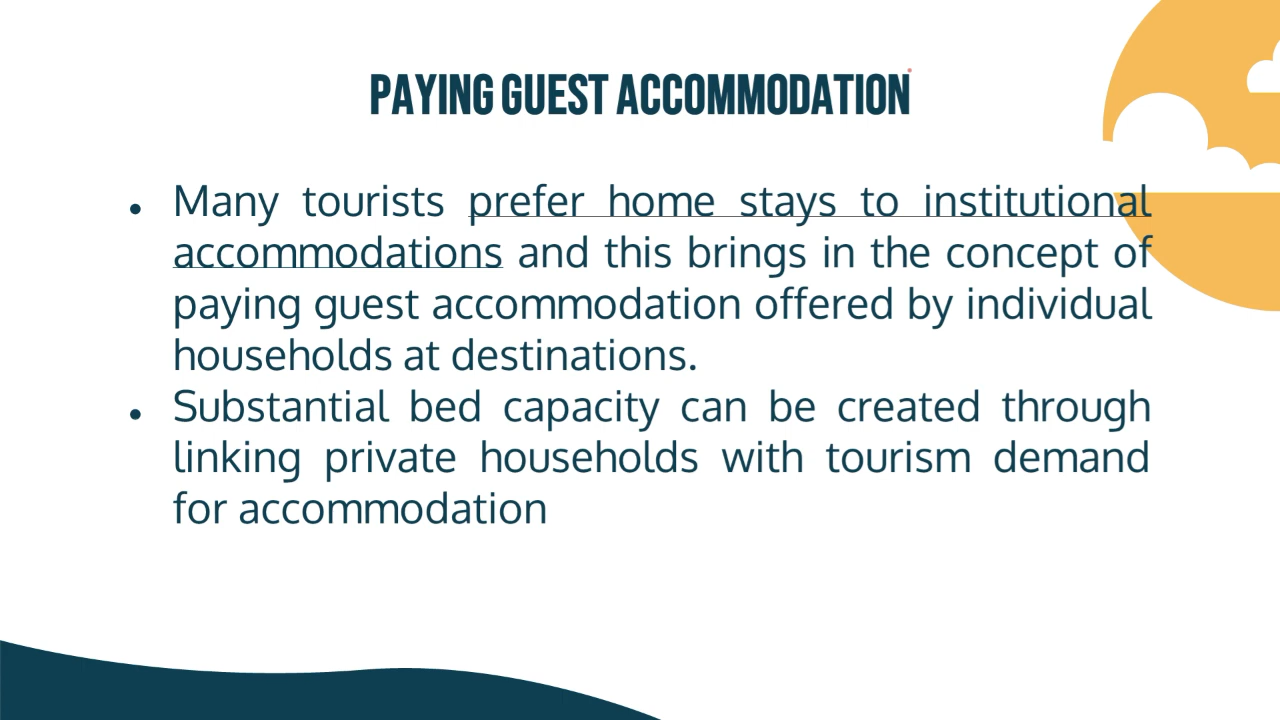 PAYING GUEST ACCOMMODATION
• Many tourists prefer home stays to institutional
accommodations and this brings in the concept of
paying guest accommodation offered by individual
households at destinations.
• Substantial bed capacity can be created through
linking private households with tourism demand
for accommodation